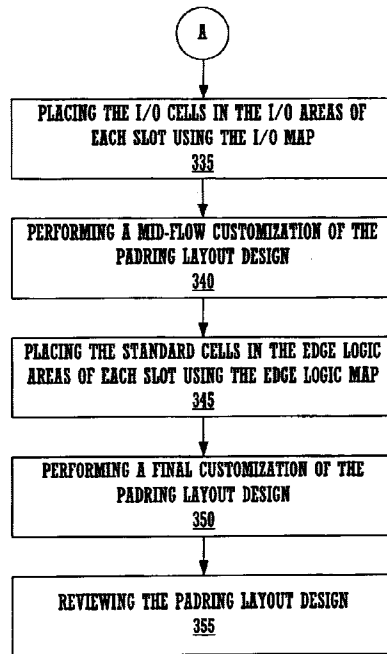 A
PLACING THE I/O CELLS IN THE I/O AREAS OF
EACH SLOT USING THE I/O MAP
335
PERFORMING A MID-FLOW CUSTOMIZATION OF THE
PADRING LAYOUT DESIGN
340
PLACING THE STANDARD CELLS IN THE EDGE LOGIC
AREAS OF EACH SLOT USING THE EDGE LOGIC MAP
345
PERFORMING A FINAL CUSTOMIZATION OF THE
PADRING LAYOUT DESIGN
350
REVIEWING THE PADRING LAYOUT DESIGN
355